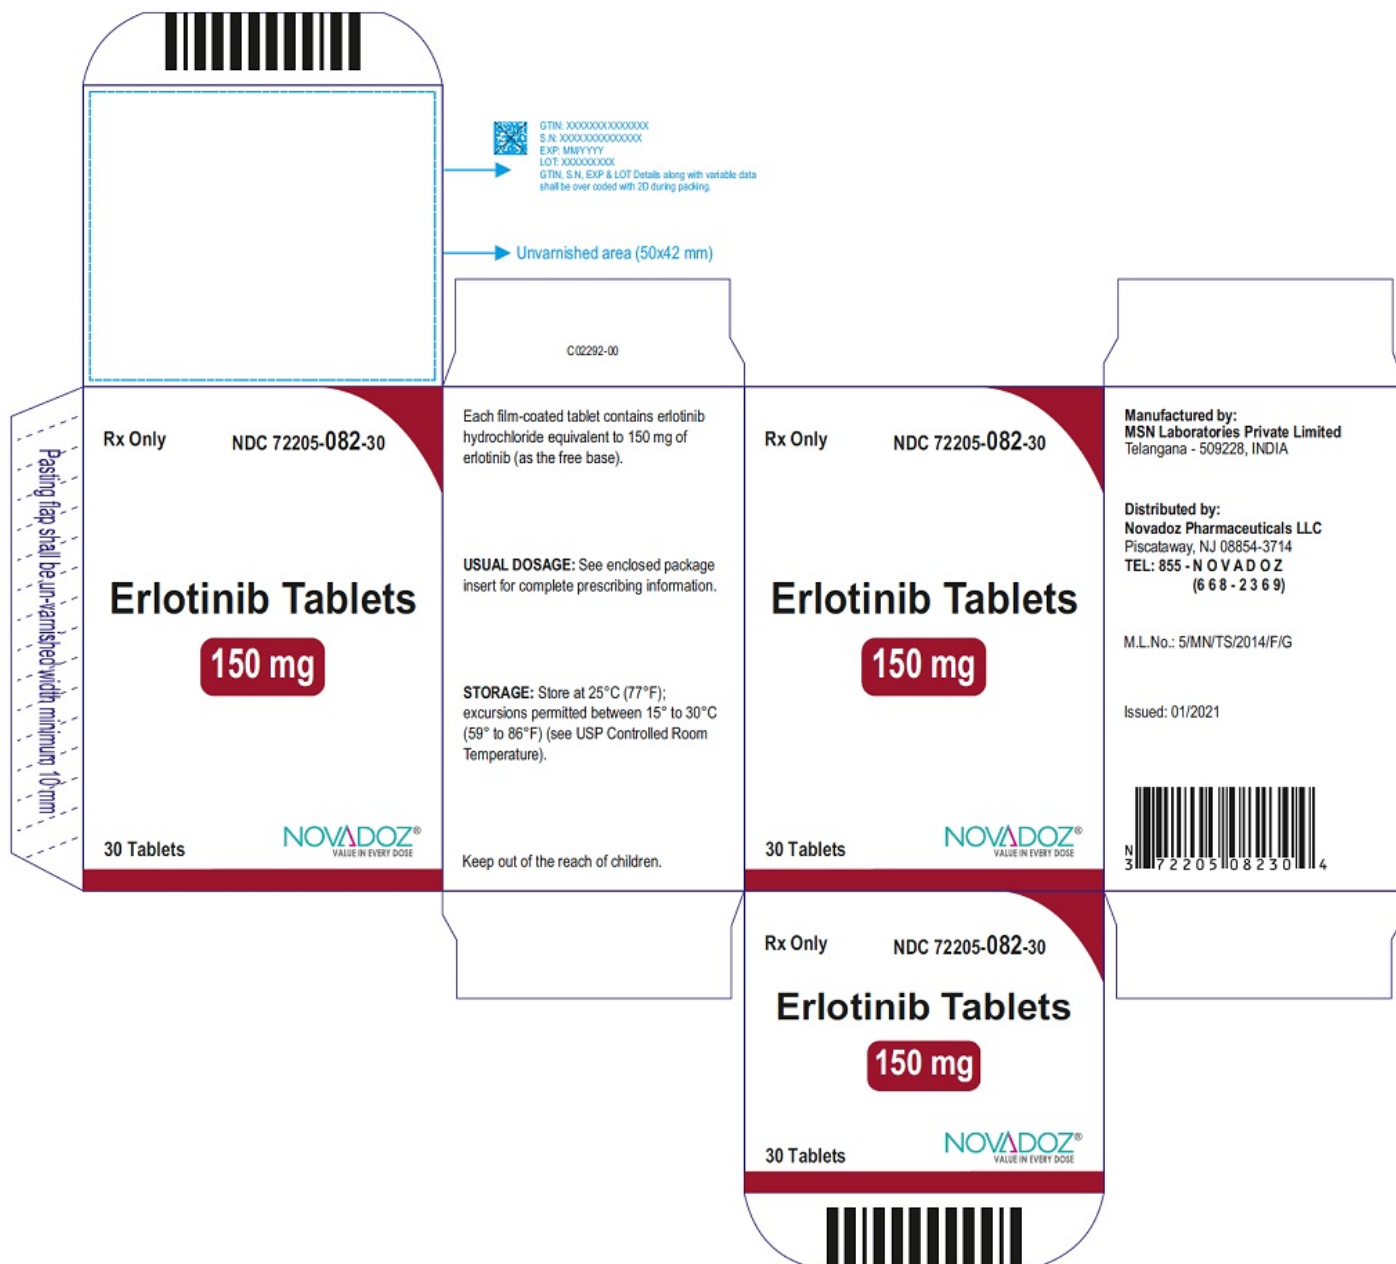 GTIN: XXXXXXXXXXXXXX
S.N: XXXXXXXXXXXXXX
EXP: MM/YYYY
LOT: XXXXXXXXX
GTIN, S.N, EXP & LOT Details along with variable data
shall be over coded with 2D during packing.
Unvarnished area (50x42 mm)
C02292-00
Pasting flap shall be un-varnished width minimum 10 mm
Rx Only
NDC 72205-082-30
Erlotinib Tablets
150 mg
30 Tablets
NOVADOZ®
VALUE IN EVERY DOSE
Each film-coated tablet contains erlotinib
hydrochloride equivalent to 150 mg of
erlotinib (as the free base).
USUAL DOSAGE: See enclosed package
insert for complete prescribing information.
STORAGE: Store at 25°C (77°F);
excursions permitted between 15° to 30°C
(59° to 86°F) (see USP Controlled Room
Temperature).
Keep out of the reach of children.
Rx Only
NDC 72205-082-30
Erlotinib Tablets
150 mg
30 Tablets
NOVADOZ®
VALUE IN EVERY DOSE
Manufactured by:
MSN Laboratories Private Limited
Telangana - 509228, INDIA
Distributed by:
Novadoz Pharmaceuticals LLC
Piscataway, NJ 08854-3714
TEL: 855 - N O V A D O Z
(6 6 8 - 2 3 6 9)
M.L.No.: 5/MN/TS/2014/F/G
Issued: 01/2021
N
3 72205 08230 4
Rx Only
NDC 72205-082-30
Erlotinib Tablets
150 mg
30 Tablets
NOVADOZ®
VALUE IN EVERY DOSE